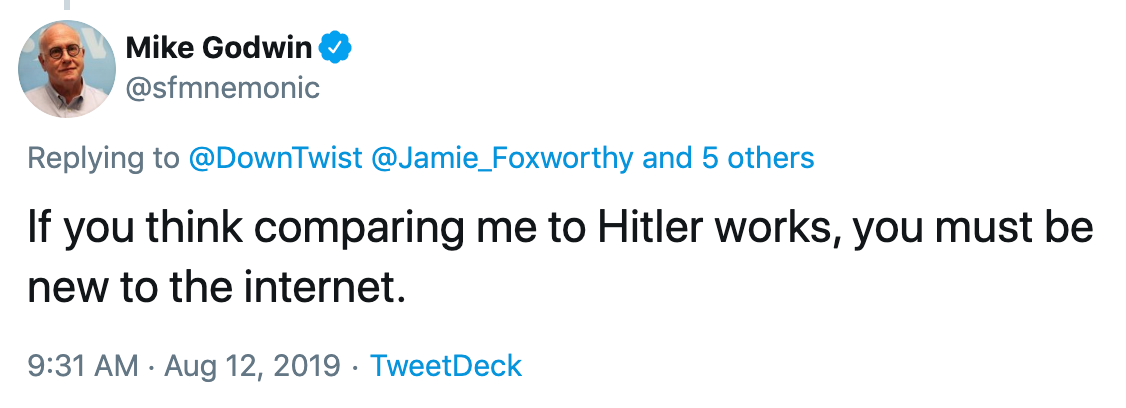 Mike Godwin
@sfmnemonic
Replying to @DownTwist @Jamie_Foxworthy and 5 others
If you think comparing me to Hitler works, you must be
new to the internet.
9:31 AM · Aug 12, 2019 · TweetDeck